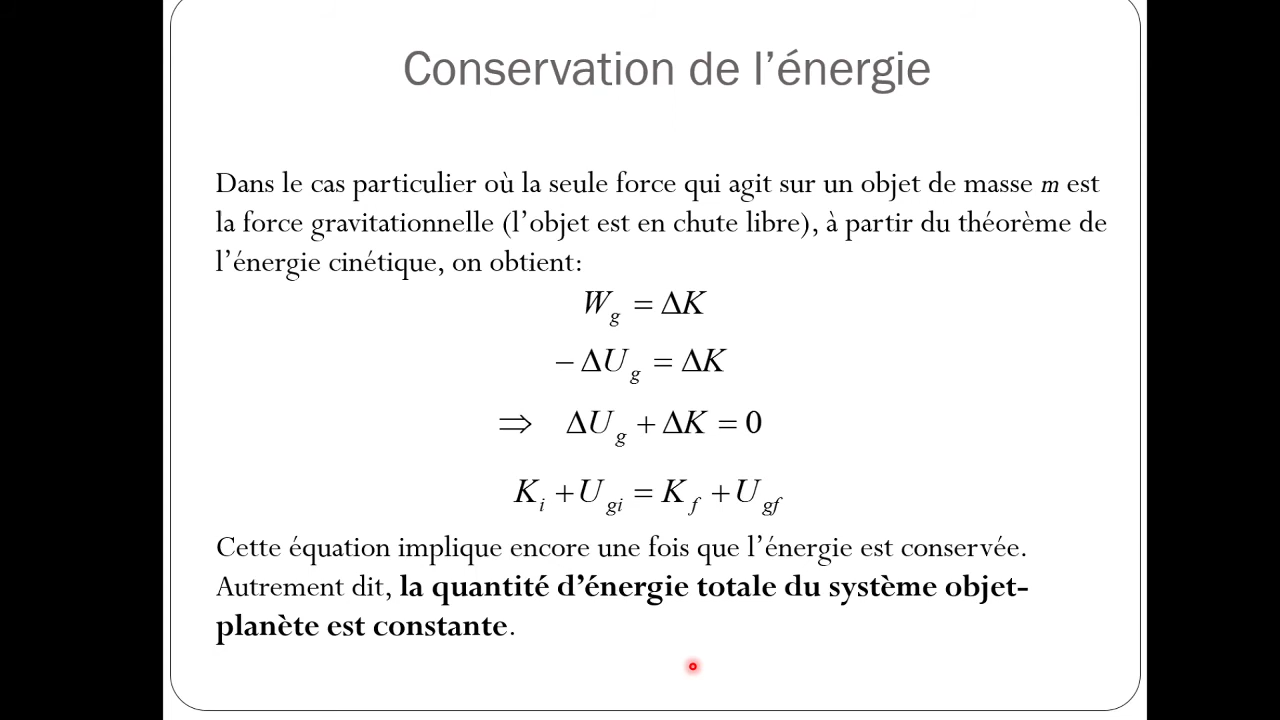 Conservation de l’énergie
Dans le cas particulier où la seule force qui agit sur un objet de masse m est
la force gravitationnelle (l’objet est en chute libre), à partir du théorème de
l’énergie cinétique, on obtient:
W_g = ΔK
− ΔU_g = ΔK
⇒ ΔU_g + ΔK = 0
K_i + U_gi = K_f + U_gf
Cette équation implique encore une fois que l’énergie est conservée.
Autrement dit, la quantité d’énergie totale du système objet-
planète est constante.